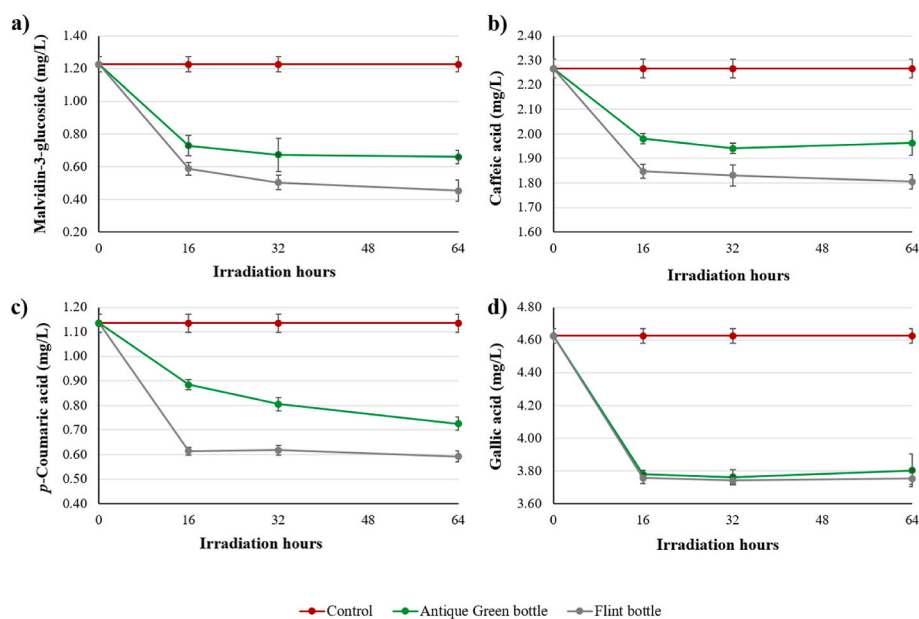 a)
Malvidin-3-glucoside (mg/L)
1.40
1.20
1.00
0.80
0.60
0.40
0.20
0 16 32 48 64
Irradiation hours
b)
Caffeic acid (mg/L)
2.40
2.30
2.20
2.10
2.00
1.90
1.80
1.70
1.60
0 16 32 48 64
Irradiation hours
c)
p-Coumaric acid (mg/L)
1.20
1.10
1.00
0.90
0.80
0.70
0.60
0.50
0.40
0 16 32 48 64
Irradiation hours
d)
Gallic acid (mg/L)
4.80
4.60
4.40
4.20
4.00
3.80
3.60
0 16 32 48 64
Irradiation hours
Control Antique Green bottle Flint bottle